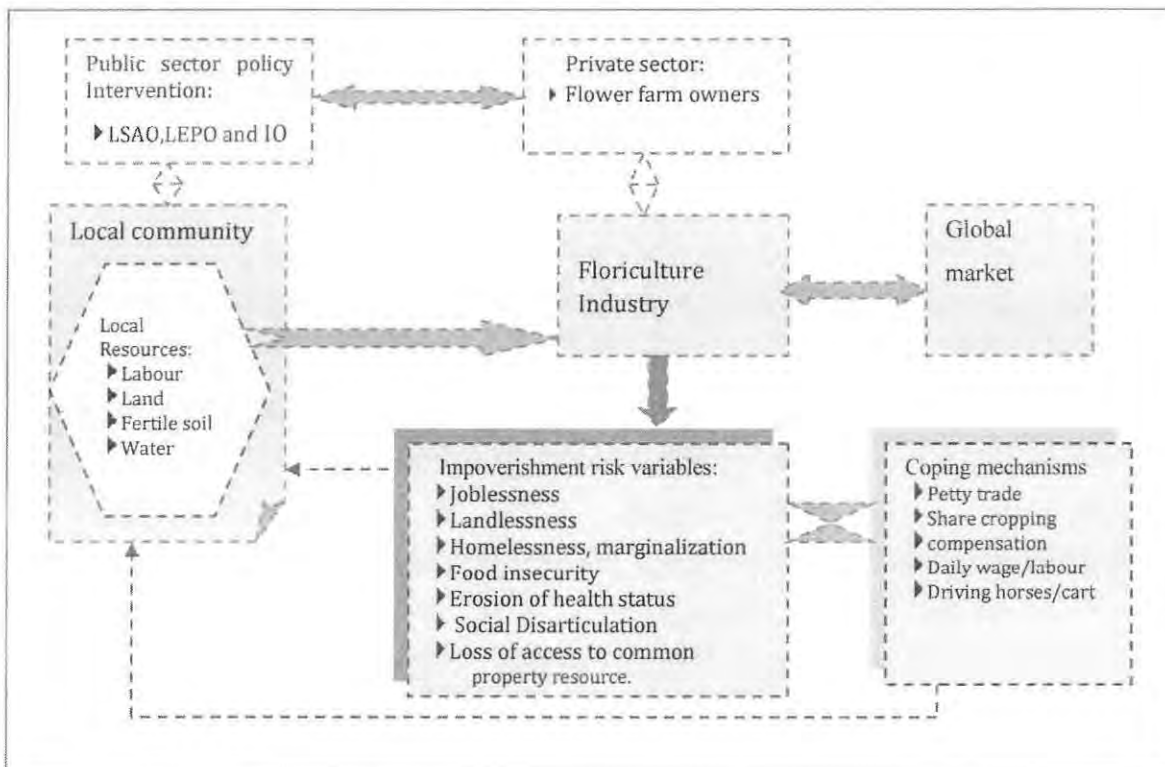 Public sector policy
Intervention:
LSAO,LEPO and IO
Private sector:
Flower farm owners
Local community
Local
Resources:
Labour
Land
Fertile soil
Water
Floriculture
Industry
Global
market
Impoverishment risk variables:
Joblessness
Landlessness
Homelessness, marginalization
Food insecurity
Erosion of health status
Social Disarticulation
Loss of access to common
property resource.
Coping mechanisms
Petty trade
Share cropping
compensation
Daily wage/labour
Driving horses/cart